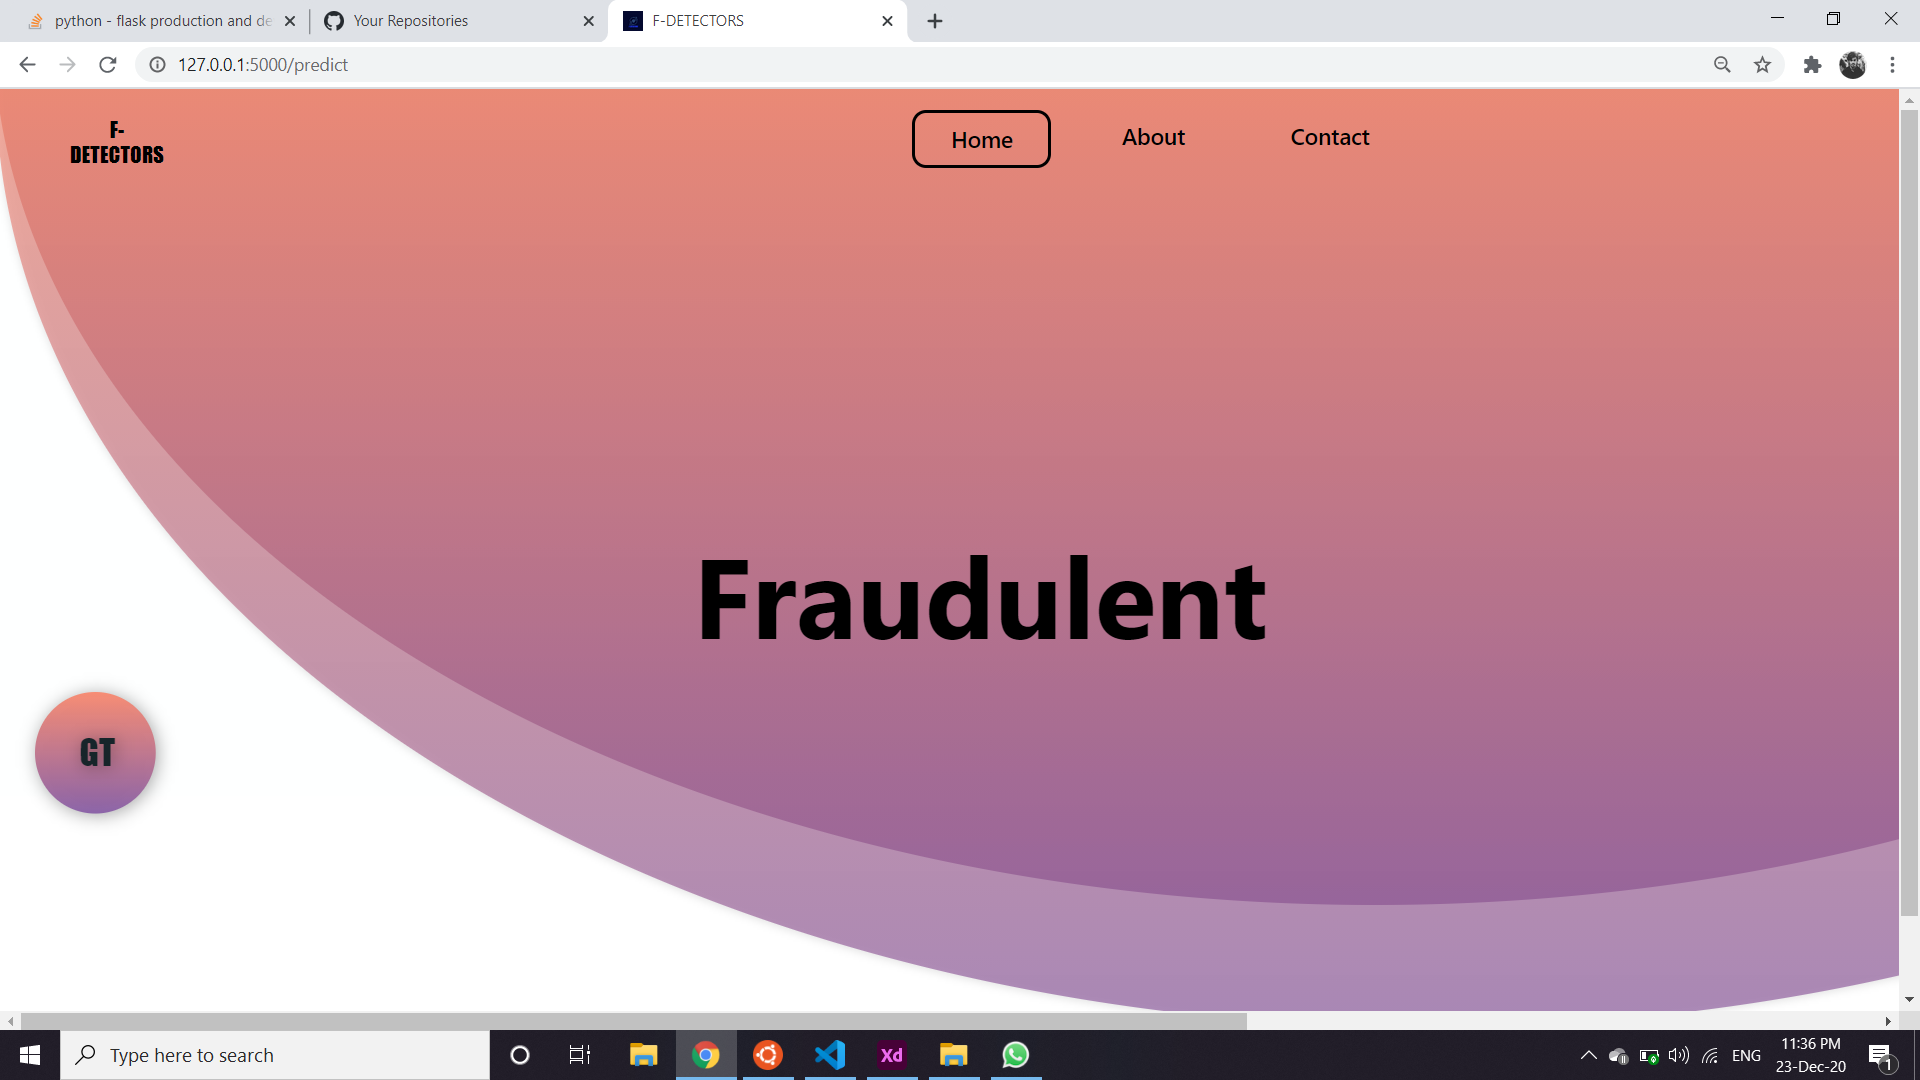 python - flask production and de
Your Repositories
F-DETECTORS
127.0.0.1:5000/predict
F-
DETECTORS
Home
About
Contact
Fraudulent
GT
Type here to search
Xd
ENG
11:36 PM
23-Dec-20
1